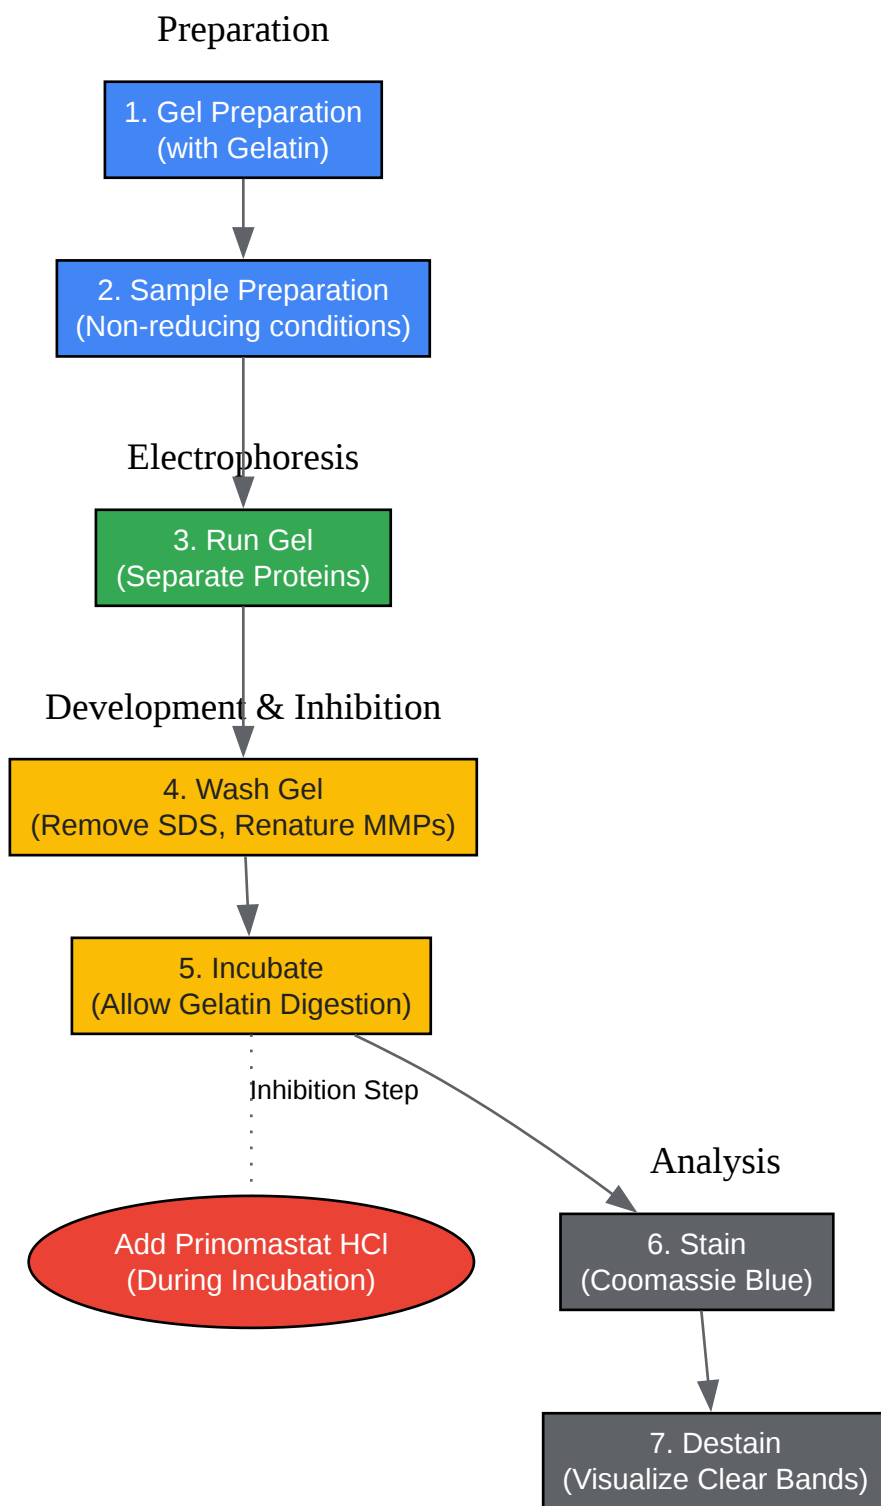 Preparation
1. Gel Preparation
(with Gelatin)
2. Sample Preparation
(Non-reducing conditions)
Electrophoresis
3. Run Gel
(Separate Proteins)
Development & Inhibition
4. Wash Gel
(Remove SDS, Renature MMPs)
5. Incubate
(Allow Gelatin Digestion)
Inhibition Step
Add Prinomastat HCl
(During Incubation)
Analysis
6. Stain
(Coomassie Blue)
7. Destain
(Visualize Clear Bands)